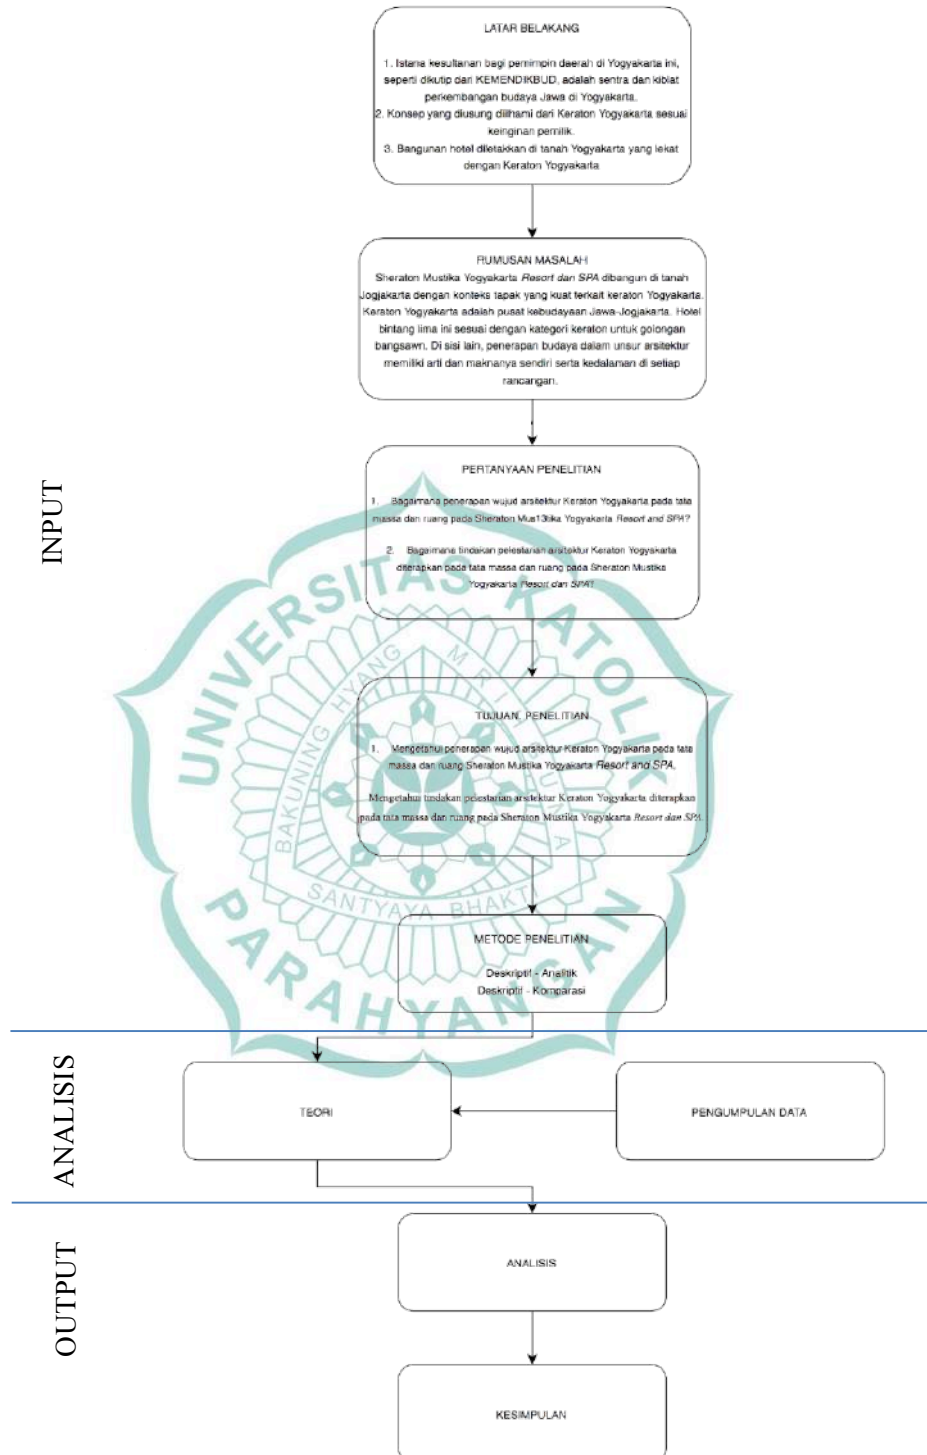 LATAR BELAKANG
1. Istana kesultanan bagi pemimpin daerah di Yogyakarta ini,
seperti dikutip dari KEMENDIKBUD, adalah sentra dan kiblat
perkembangan budaya Jawa di Yogyakarta.
2. Konsep yang diusung diilhami dari Keraton Yogyakarta sesuai
keinginan pemilik.
3. Bangunan hotel diletakkan di tanah Yogyakarta yang lekat
dengan Keraton Yogyakarta
RUMUSAN MASALAH
Sheraton Mustika Yogyakarta Resort dan SPA dibangun di tanah
Jogjakarta dengan konteks tapak yang kuat terkait keraton Yogyakarta.
Keraton Yogyakarta adalah pusat kebudayaan Jawa-Jogjakarta. Hotel
bintang lima ini sesuai dengan kategori keraton untuk golongan
bangsawn. Di sisi lain, penerapan budaya dalam unsur arsitektur
memiliki arti dan maknanya sendiri serta kedalaman di setiap
rancangan.
INPUT
PERTANYAAN PENELITIAN
1. Bagaimana penerapan wujud arsitektur Keraton Yogyakarta pada tata
massa dan ruang pada Sheraton Mus13tika Yogyakarta Resort and SPA?
2. Bagaimana tindakan pelestarian arsitektur Keraton Yogyakarta
diterapkan pada tata massa dan ruang pada Sheraton Mustika
Yogyakarta Resort dan SPA?
TUJUAN PENELITIAN
1. Mengetahui penerapan wujud arsitektur Keraton Yogyakarta pada tata
massa dan ruang Sheraton Mustika Yogyakarta Resort and SPA.
Mengetahui tindakan pelestarian arsitektur Keraton Yogyakarta diterapkan
pada tata massa dan ruang pada Sheraton Mustika Yogyakarta Resort dan SPA.
METODE PENELITIAN
Deskriptif - Analitik
Deskriptif - Komparasi
UNIVERSITAS KATOLIK
PARAHYANGAN
BAKUNING HYANG
SANTYAYA BHAKTI
ANALISIS
TEORI
PENGUMPULAN DATA
OUTPUT
ANALISIS
KESIMPULAN